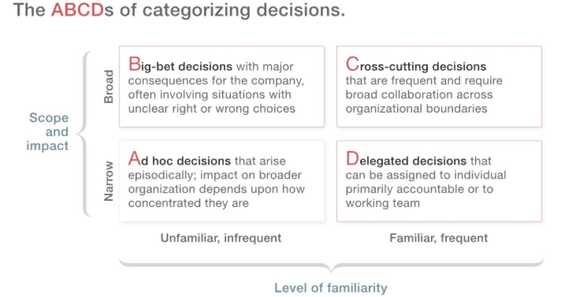 The ABCDs of categorizing decisions.
Scope
and
impact
Broad
Big-bet decisions with major
consequences for the company,
often involving situations with
unclear right or wrong choices
Cross-cutting decisions
that are frequent and require
broad collaboration across
organizational boundaries
Narrow
Ad hoc decisions that arise
episodically; impact on broader
organization depends upon how
concentrated they are
Delegated decisions that
can be assigned to individual
primarily accountable or to
working team
Unfamiliar, infrequent
Familiar, frequent
Level of familiarity